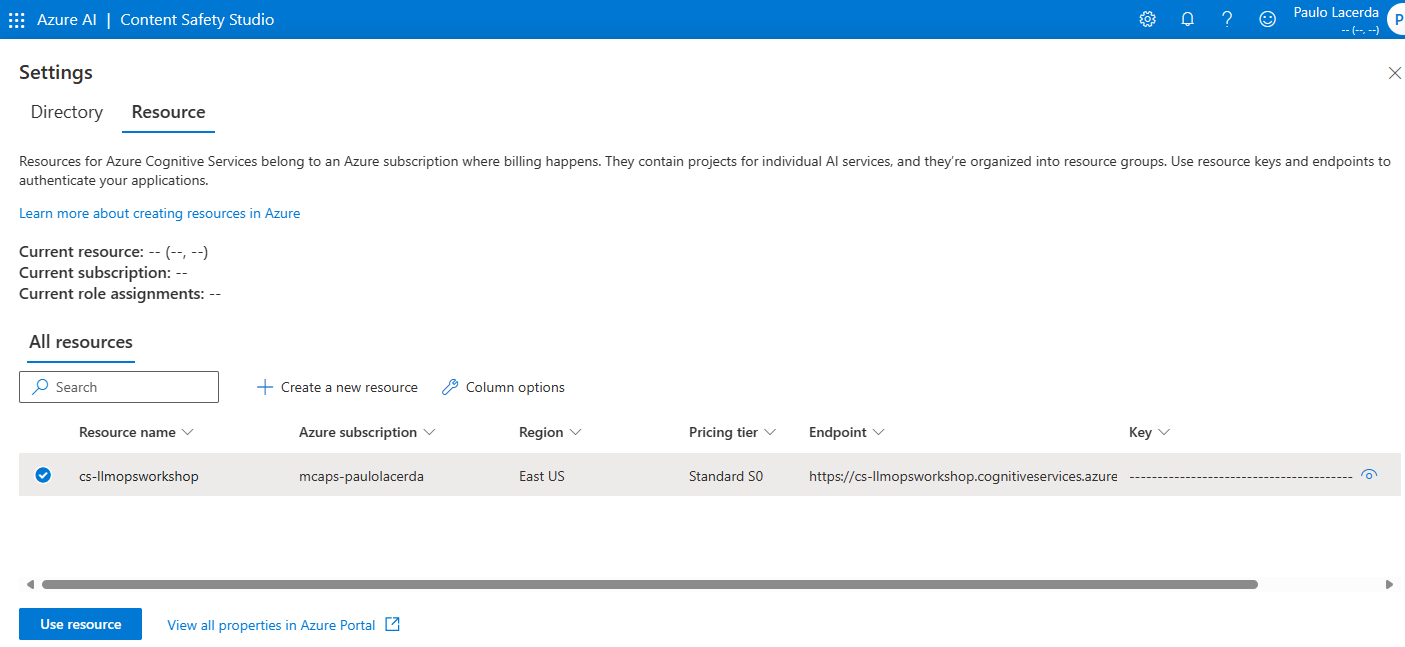 Azure AI | Content Safety Studio
Paulo Lacerda
-- (--, --)
P
Settings
Directory Resource
Resources for Azure Cognitive Services belong to an Azure subscription where billing happens. They contain projects for individual AI services, and they're organized into resource groups. Use resource keys and endpoints to
authenticate your applications.
Learn more about creating resources in Azure
Current resource: -- (--, --)
Current subscription: --
Current role assignments: --
All resources
Search Create a new resource Column options
Resource name Azure subscription Region Pricing tier Endpoint Key
cs-llmopsworkshop mcaps-paulolacerda East US Standard S0 https://cs-llmopsworkshop.cognitiveservices.azure ----------------------------------------
Use resource View all properties in Azure Portal